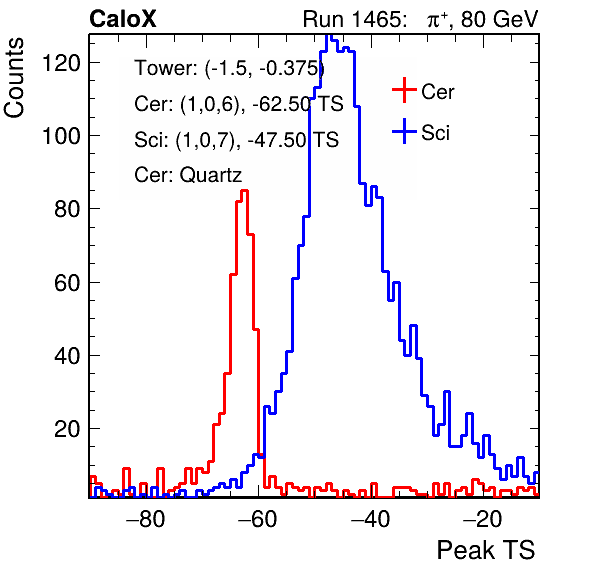 CaloX Run 1465: π⁺, 80 GeV
Counts
Tower: (-1.5, -0.375)
Cer: (1,0,6), -62.50 TS
Sci: (1,0,7), -47.50 TS
Cer: Quartz
Cer
Sci
120
100
80
60
40
20
−80 −60 −40 −20
Peak TS